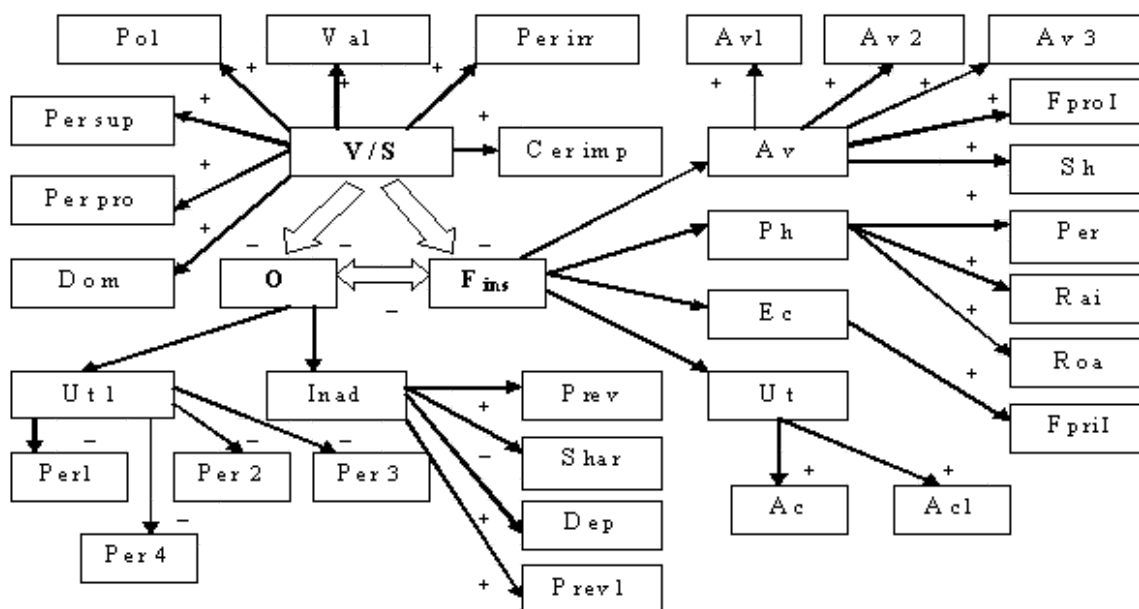 Pol
Val
Perirr
Av1
Av2
Av3
+
+
+
+
+
+
Persup
+
V/S
+
Cerimp
Av
+
FproI
+
Sh
Perpro
+
Ph
+
Per
+
Dom
−
O
−
−
F ins
−
Ec
+
Rai
+
Roa
Ut1
Inad
Prev
Ut
+
FpriI
−
−
−
+
Per1
Per2
Per3
−
Shar
+
+
Ac
Ac1
−
Per4
+
Dep
+
Prev1